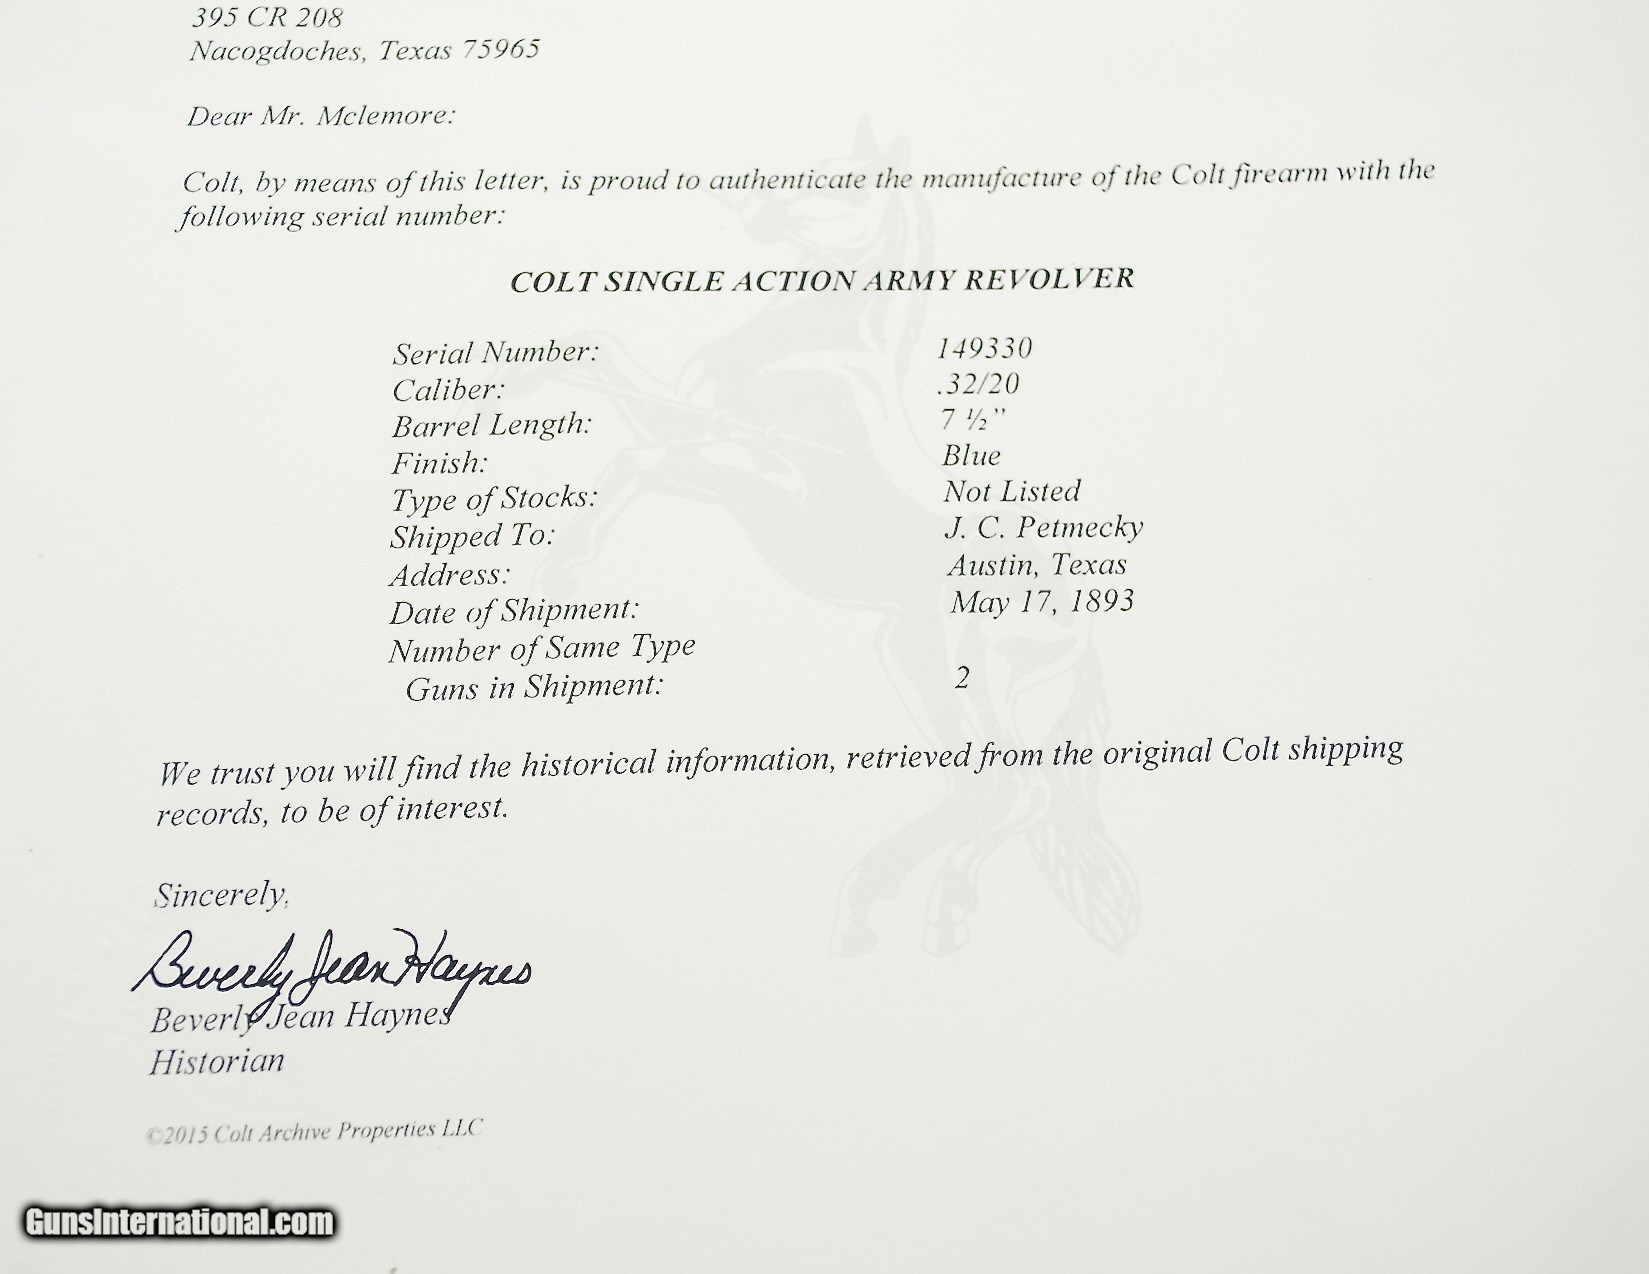 395 CR 208
Nacogdoches, Texas 75965
Dear Mr. Mclemore:
Colt, by means of this letter, is proud to authenticate the manufacture of the Colt firearm with the
following serial number:
COLT SINGLE ACTION ARMY REVOLVER
Serial Number: 149330
Caliber: .32/20
Barrel Length: 7 ½"
Finish: Blue
Type of Stocks: Not Listed
Shipped To: J. C. Petmecky
Address: Austin, Texas
Date of Shipment: May 17, 1893
Number of Same Type
Guns in Shipment: 2
We trust you will find the historical information, retrieved from the original Colt shipping
records, to be of interest.
Sincerely,
Beverly Jean Haynes
Beverly Jean Haynes
Historian
©2015 Colt Archive Properties LLC
GunsInternational.com